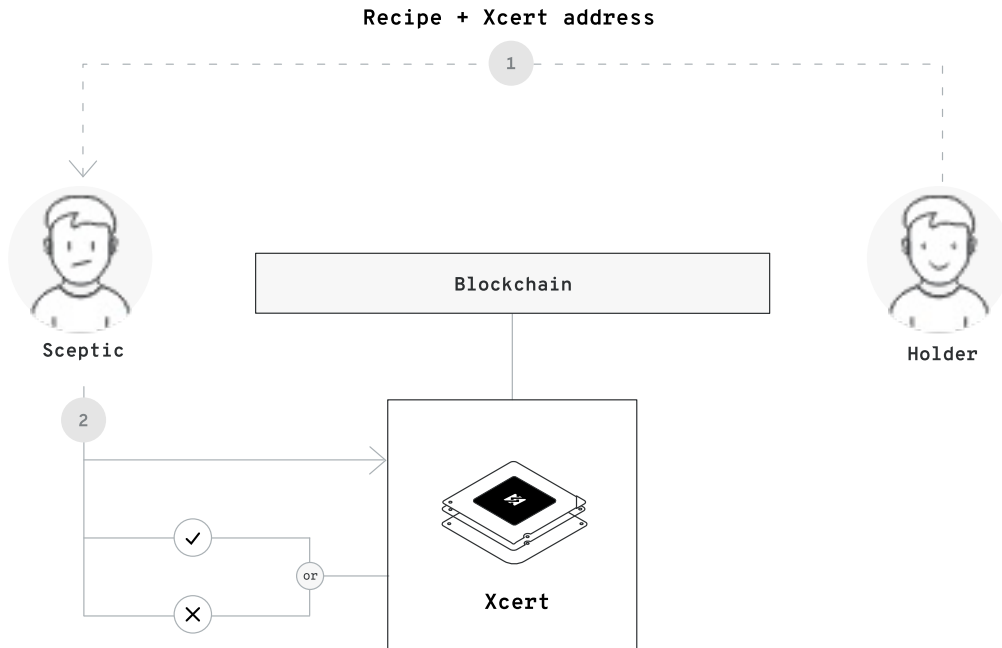 Recipe + Xcert address
1
Blockchain
Sceptic
Holder
2
or
Xcert